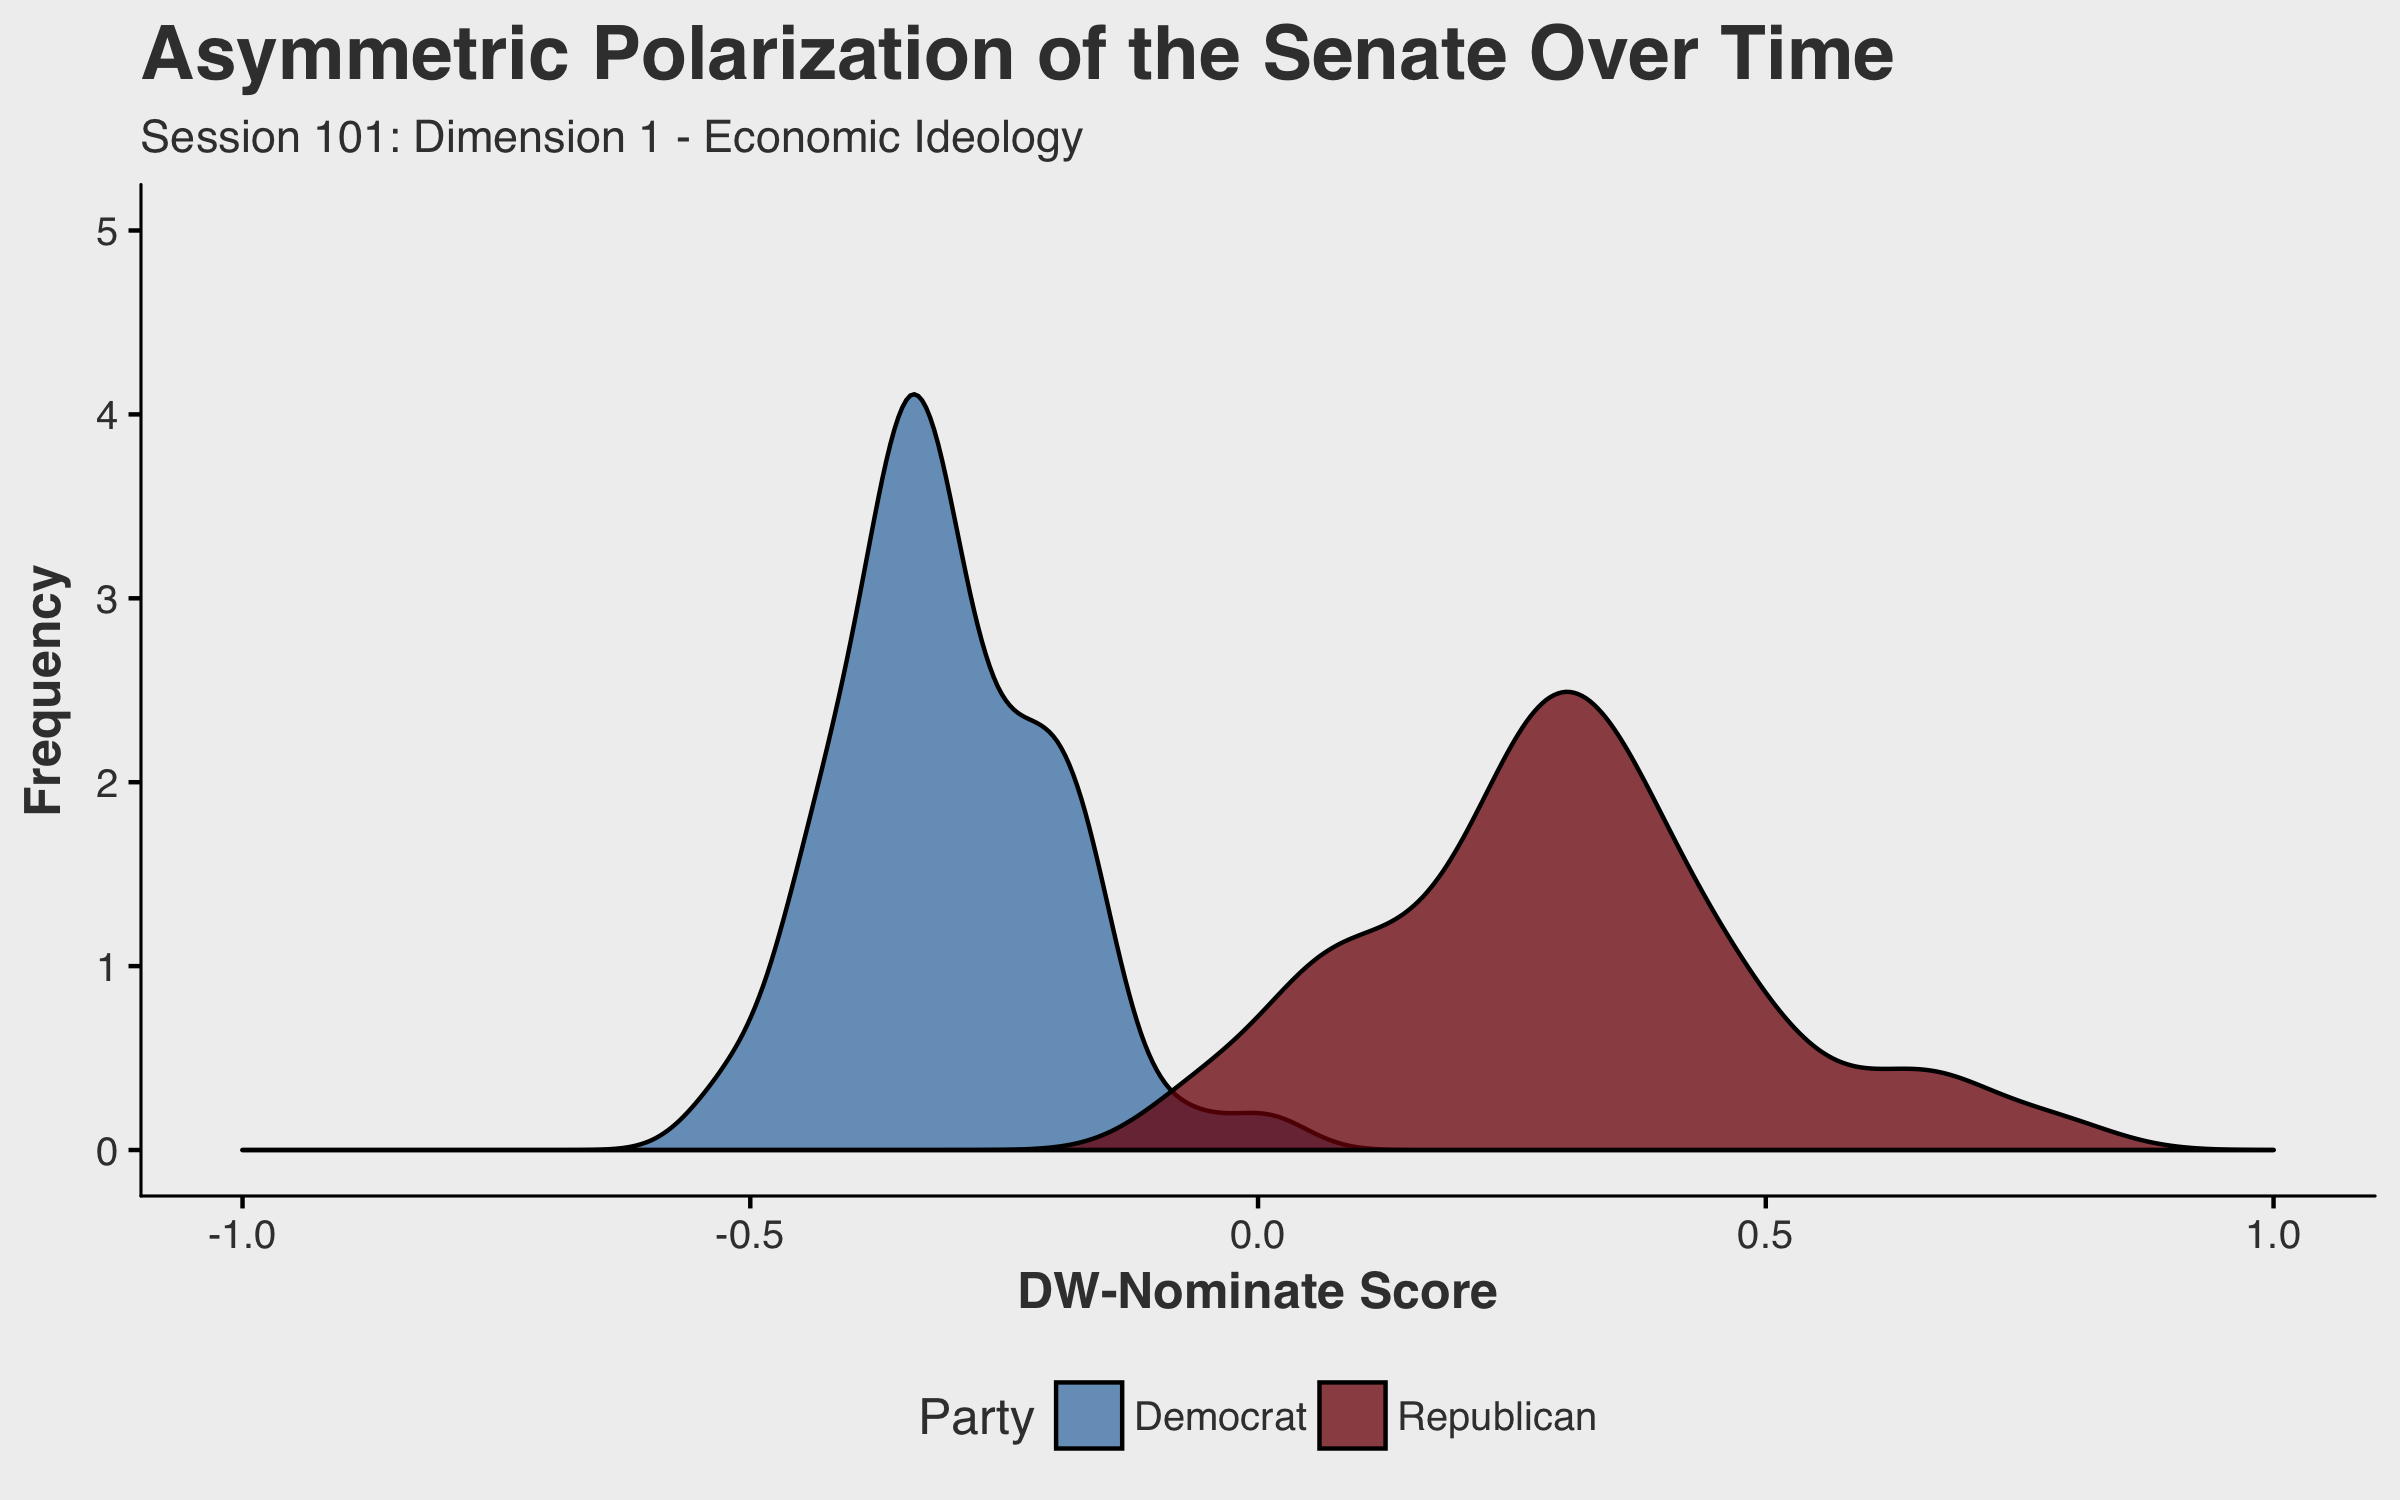 Asymmetric Polarization of the Senate Over Time
Session 101: Dimension 1 - Economic Ideology
5
4
3
2
1
0
Frequency
-1.0 -0.5 0.0 0.5 1.0
DW-Nominate Score
Party Democrat Republican